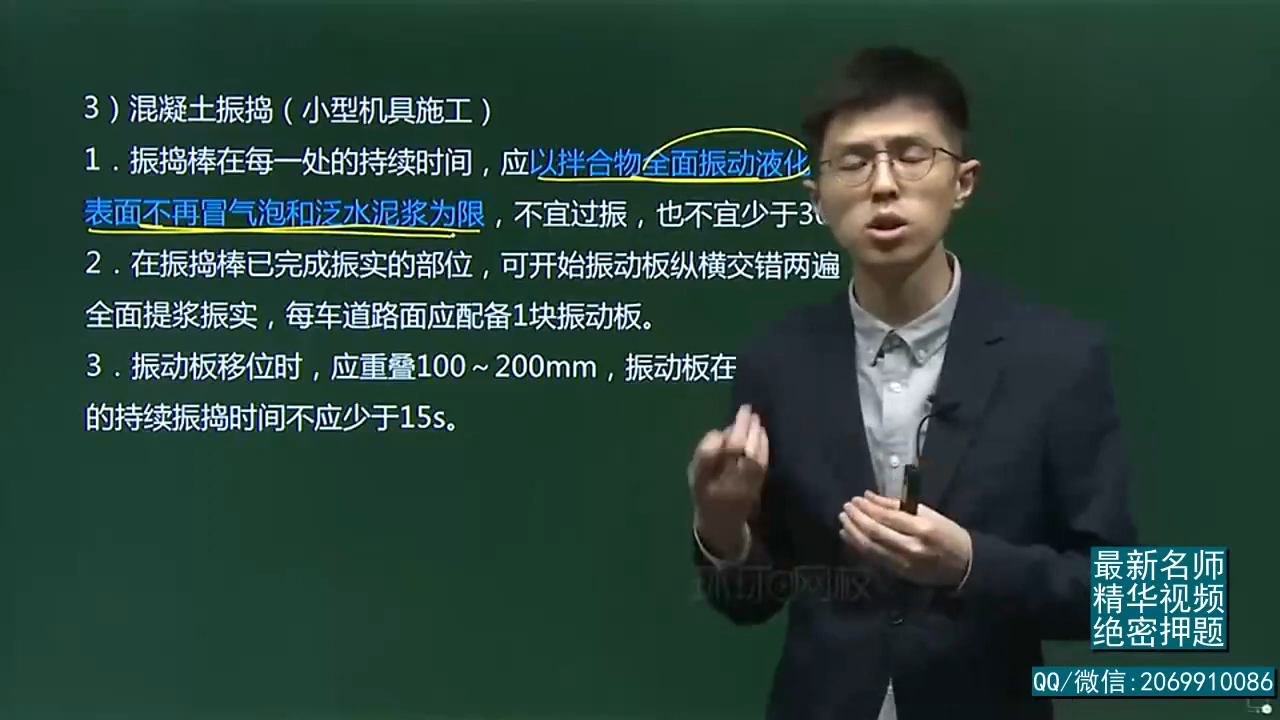 3）混凝土振捣（小型机具施工）
1．振捣棒在每一处的持续时间，应以拌合物全面振动液化
表面不再冒气泡和泛水泥浆为限，不宜过振，也不宜少于30
2．在振捣棒已完成振实的部位，可开始振动板纵横交错两遍
全面提浆振实，每车道路面应配备1块振动板。
3．振动板移位时，应重叠100～200mm，振动板在
的持续振捣时间不应少于15s。
最新名师
精华视频
绝密押题
QQ/微信:2069910086